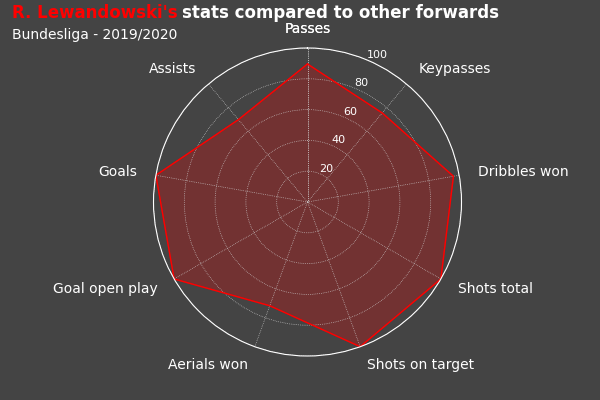 R. Lewandowski's stats compared to other forwards
Bundesliga - 2019/2020
Passes
100
Assists
Keypasses
80
60
40
20
Goals
Dribbles won
Goal open play
Shots total
Aerials won
Shots on target